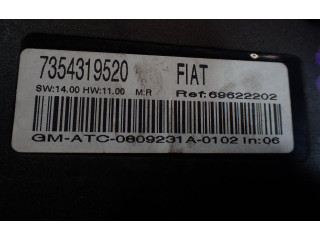 7354319520 FIAT
SW:14.00 HW:11.00 M.R Ref:69622202
GM-ATC-0809231A-0102 In:06